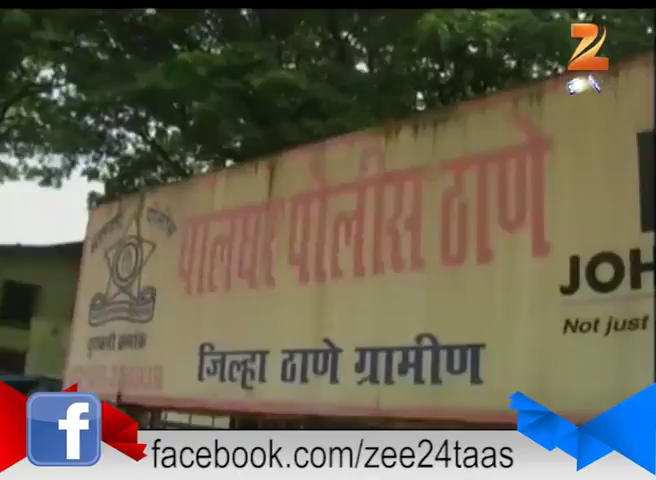 पालघर पोलीस ठाणे
जिल्हा ठाणे ग्रामीण
JOH
Not just
facebook.com/zee24taas